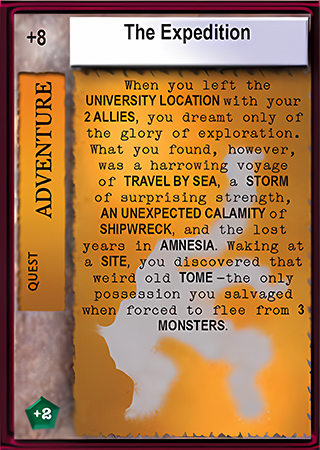 +8
The Expedition
QUEST ADVENTURE
When you left the
UNIVERSITY LOCATION with your
2 ALLIES, you dreamt only of
the glory of exploration.
What you found, however,
was a harrowing voyage
of TRAVEL BY SEA, a STORM
of surprising strength,
AN UNEXPECTED CALAMITY of
SHIPWRECK, and the lost
years in AMNESIA. Waking at
a SITE, you discovered that
weird old TOME –the only
possession you salvaged
when forced to flee from 3
MONSTERS.
+2